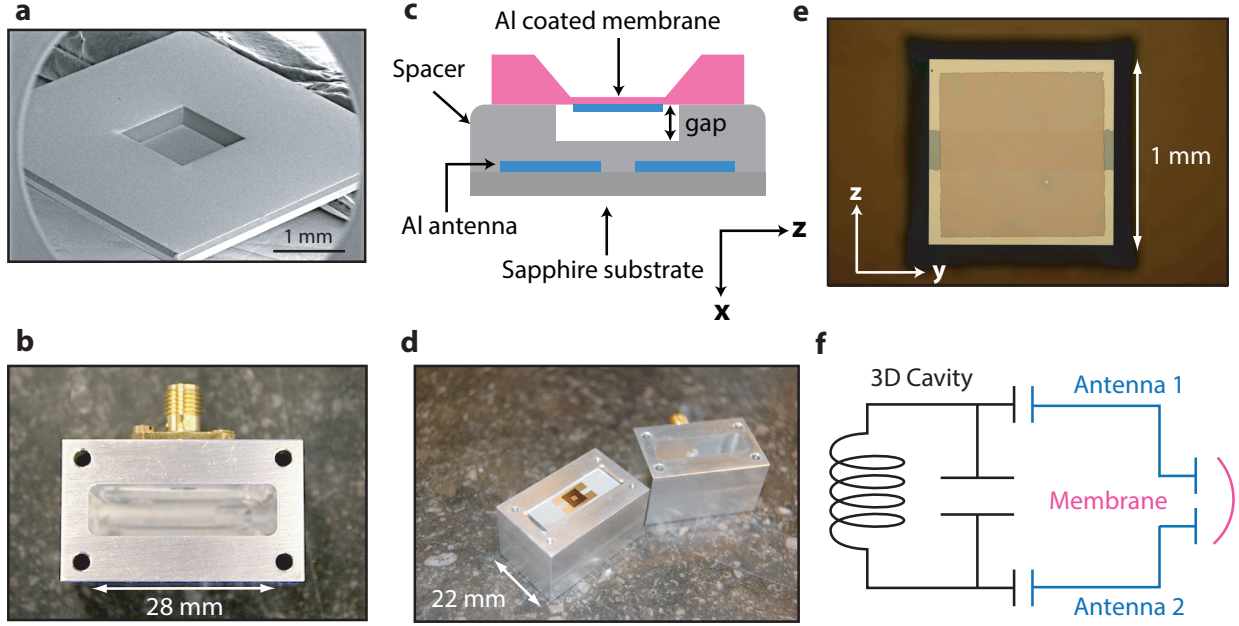 a
1 mm
b
28 mm
c
Al coated membrane
Spacer
gap
Al antenna
Sapphire substrate
z
x
d
22 mm
e
1 mm
z
y
f
3D Cavity
Antenna 1
Membrane
Antenna 2